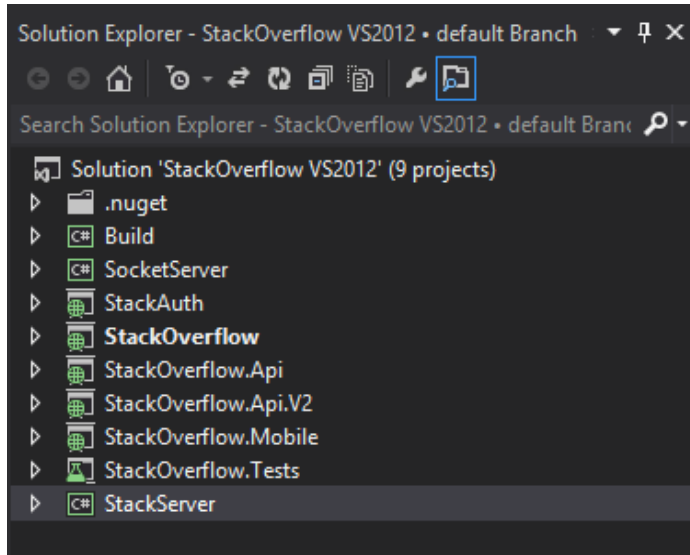 Solution Explorer - StackOverflow VS2012 • default Branch
Search Solution Explorer - StackOverflow VS2012 • default Branc
Solution 'StackOverflow VS2012' (9 projects)
.nuget
C# Build
C# SocketServer
StackAuth
StackOverflow
StackOverflow.Api
StackOverflow.Api.V2
StackOverflow.Mobile
StackOverflow.Tests
C# StackServer